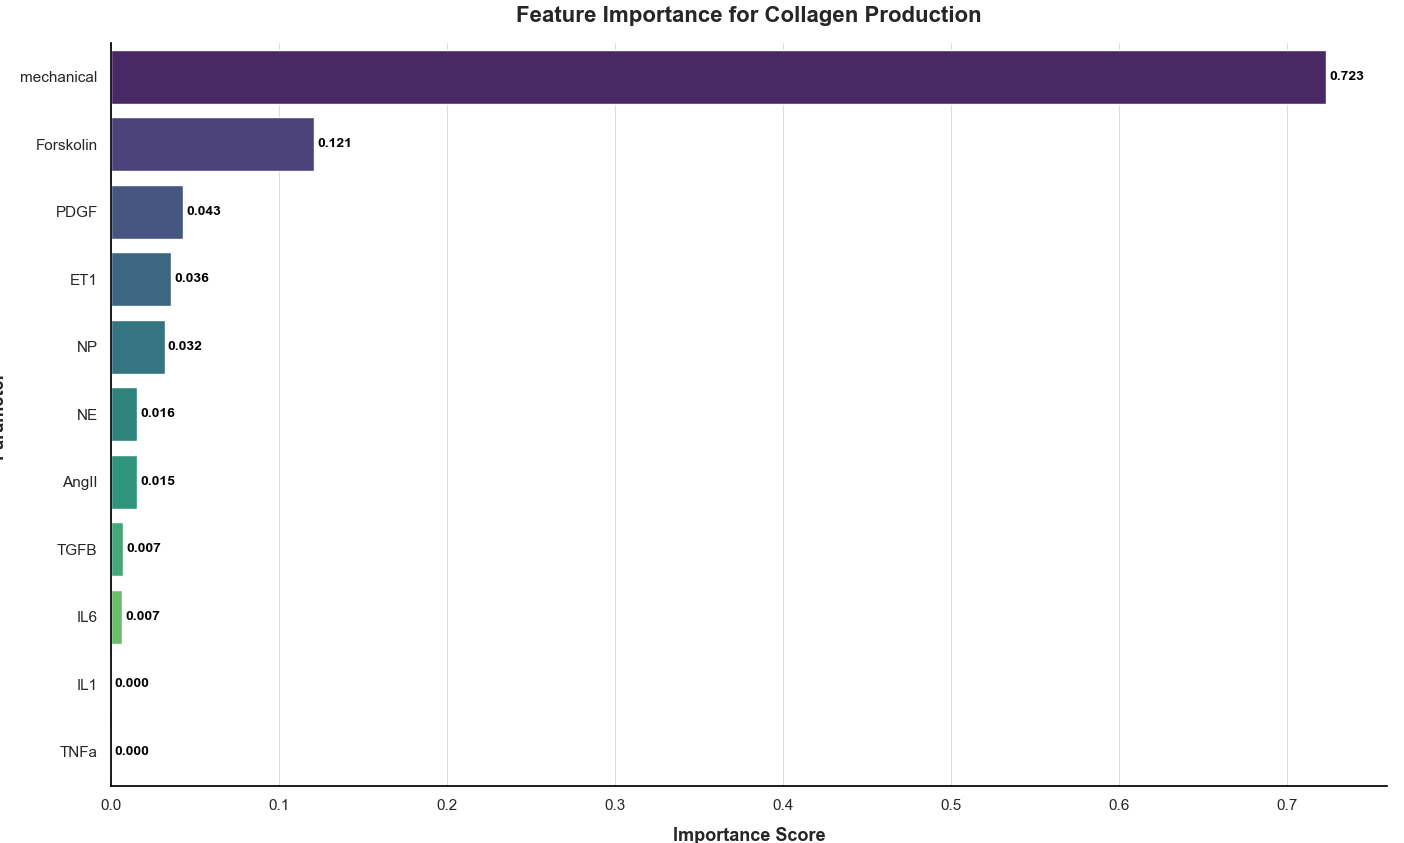 Feature Importance for Collagen Production
mechanical 0.723
Forskolin 0.121
PDGF 0.043
ET1 0.036
NP 0.032
NE 0.016
AngII 0.015
TGFB 0.007
IL6 0.007
IL1 0.000
TNFa 0.000
0.0 0.1 0.2 0.3 0.4 0.5 0.6 0.7
Importance Score